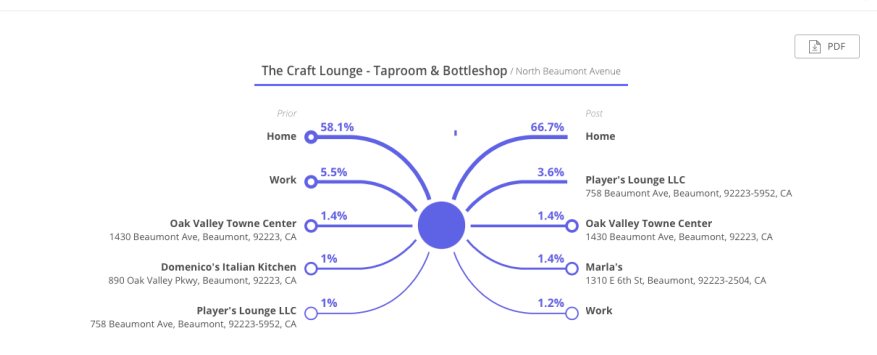 PDF
The Craft Lounge - Taproom & Bottleshop / North Beaumont Avenue
Prior
Home
58.1%
Work
5.5%
Oak Valley Towne Center
1430 Beaumont Ave, Beaumont, 92223, CA
1.4%
Domenico's Italian Kitchen
890 Oak Valley Pkwy, Beaumont, 92223, CA
1%
Player's Lounge LLC
758 Beaumont Ave, Beaumont, 92223-5952, CA
1%
Post
66.7%
Home
3.6%
Player's Lounge LLC
758 Beaumont Ave, Beaumont, 92223-5952, CA
1.4%
Oak Valley Towne Center
1430 Beaumont Ave, Beaumont, 92223, CA
1.4%
Marla's
1310 E 6th St, Beaumont, 92223-2504, CA
1.2%
Work